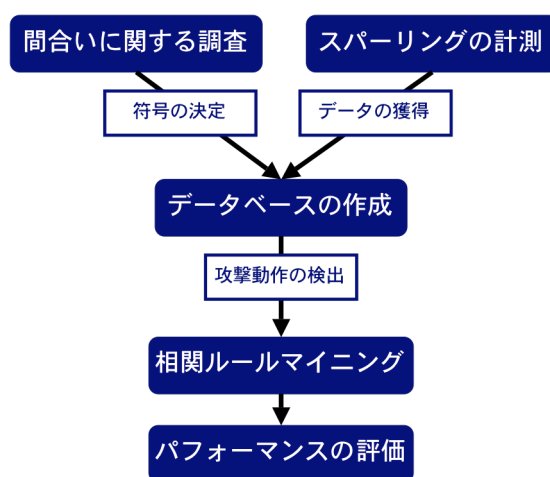 間合いに関する調査
スパーリングの計測
符号の決定
データの獲得
データベースの作成
攻撃動作の検出
相関ルールマイニング
パフォーマンスの評価